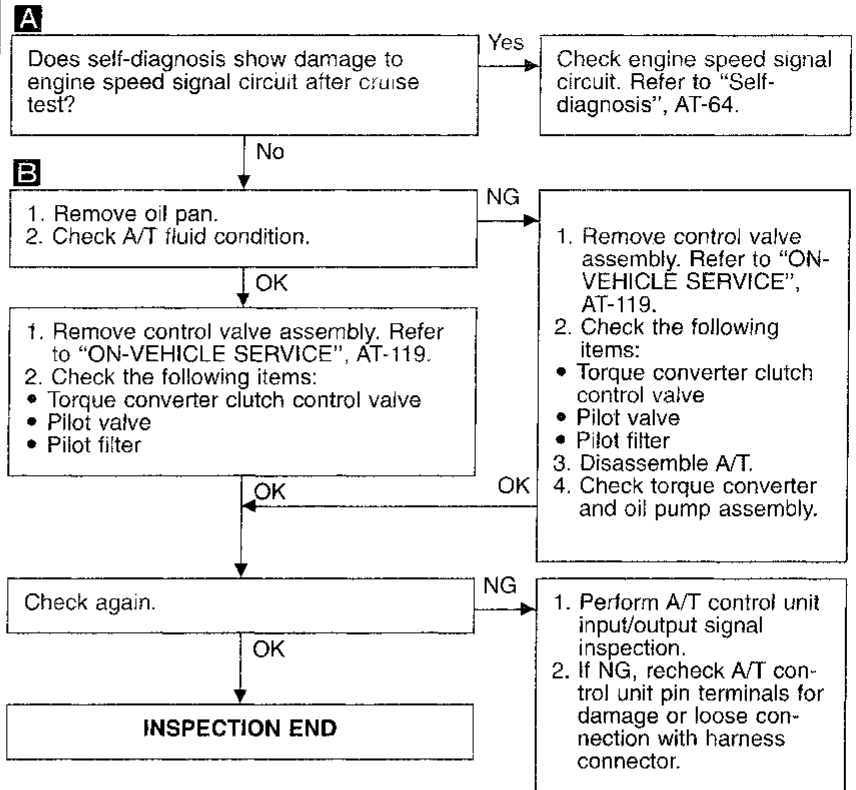 A
Does self-diagnosis show damage to
engine speed signal circuit after cruise
test?
Yes
Check engine speed signal
circuit. Refer to “Self-
diagnosis”, AT-64.
No
B
1. Remove oil pan.
2. Check A/T fluid condition.
NG
1. Remove control valve
assembly. Refer to “ON-
VEHICLE SERVICE”,
AT-119.
2. Check the following
items:
• Torque converter clutch
control valve
• Pilot valve
• Pilot filter
3. Disassemble A/T.
4. Check torque converter
and oil pump assembly.
OK
1. Remove control valve assembly. Refer
to “ON-VEHICLE SERVICE”, AT-119.
2. Check the following items:
• Torque converter clutch control valve
• Pilot valve
• Pilot filter
OK
OK
Check again.
NG
1. Perform A/T control unit
input/output signal
inspection.
2. If NG, recheck A/T con-
trol unit pin terminals for
damage or loose con-
nection with harness
connector.
OK
INSPECTION END